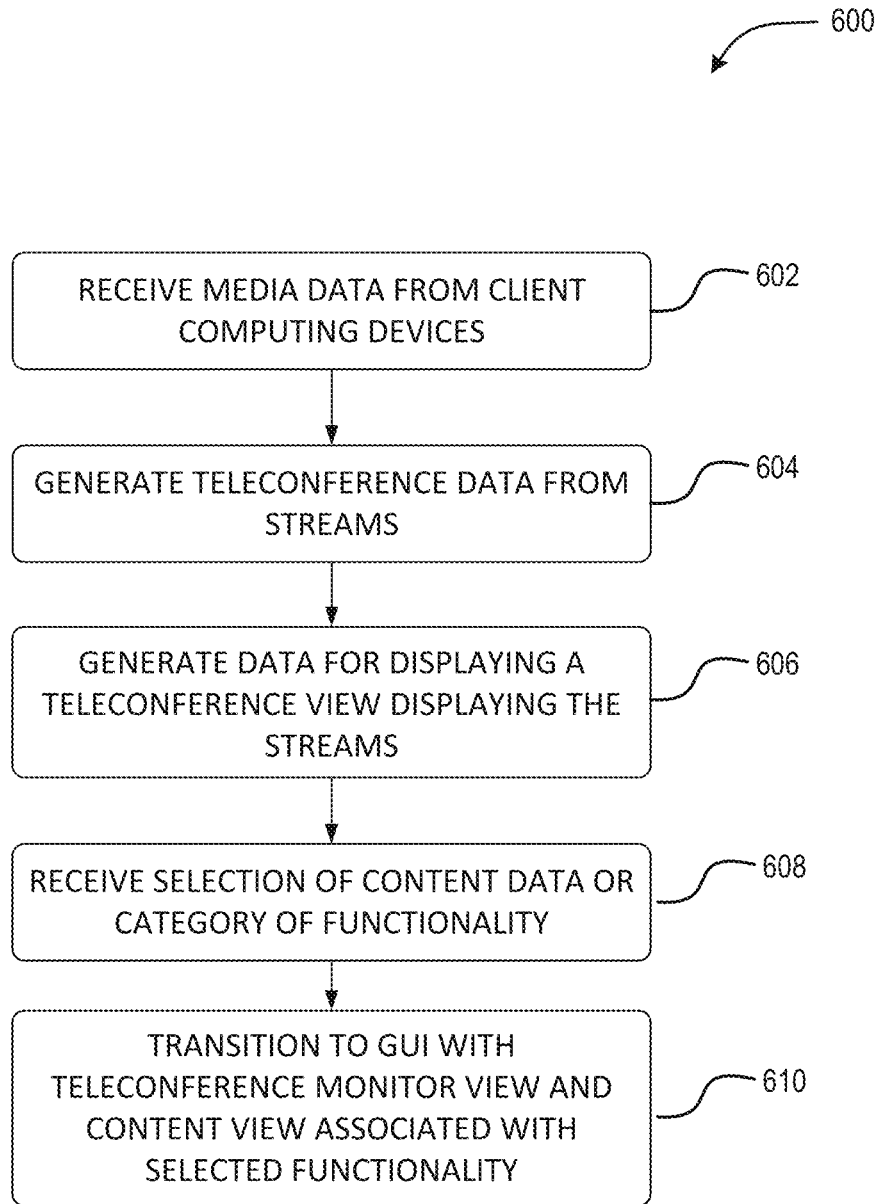 600
RECEIVE MEDIA DATA FROM CLIENT
COMPUTING DEVICES
602
GENERATE TELECONFERENCE DATA FROM
STREAMS
604
GENERATE DATA FOR DISPLAYING A
TELECONFERENCE VIEW DISPLAYING THE
STREAMS
606
RECEIVE SELECTION OF CONTENT DATA OR
CATEGORY OF FUNCTIONALITY
608
TRANSITION TO GUI WITH
TELECONFERENCE MONITOR VIEW AND
CONTENT VIEW ASSOCIATED WITH
SELECTED FUNCTIONALITY
610